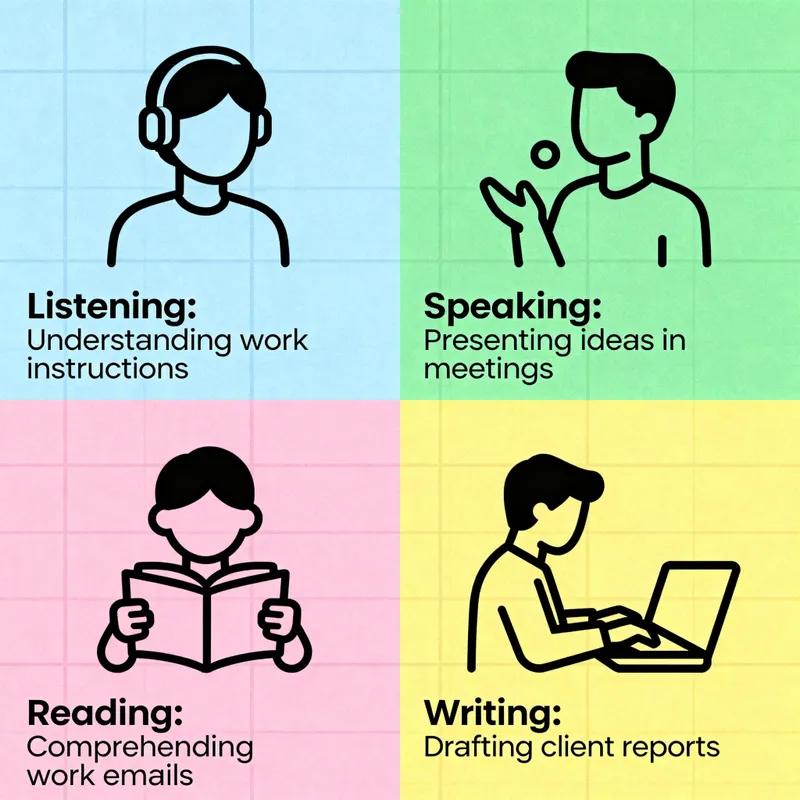 Listening:
Understanding work
instructions
Speaking:
Presenting ideas in
meetings
Reading:
Comprehending
work emails
Writing:
Drafting client reports